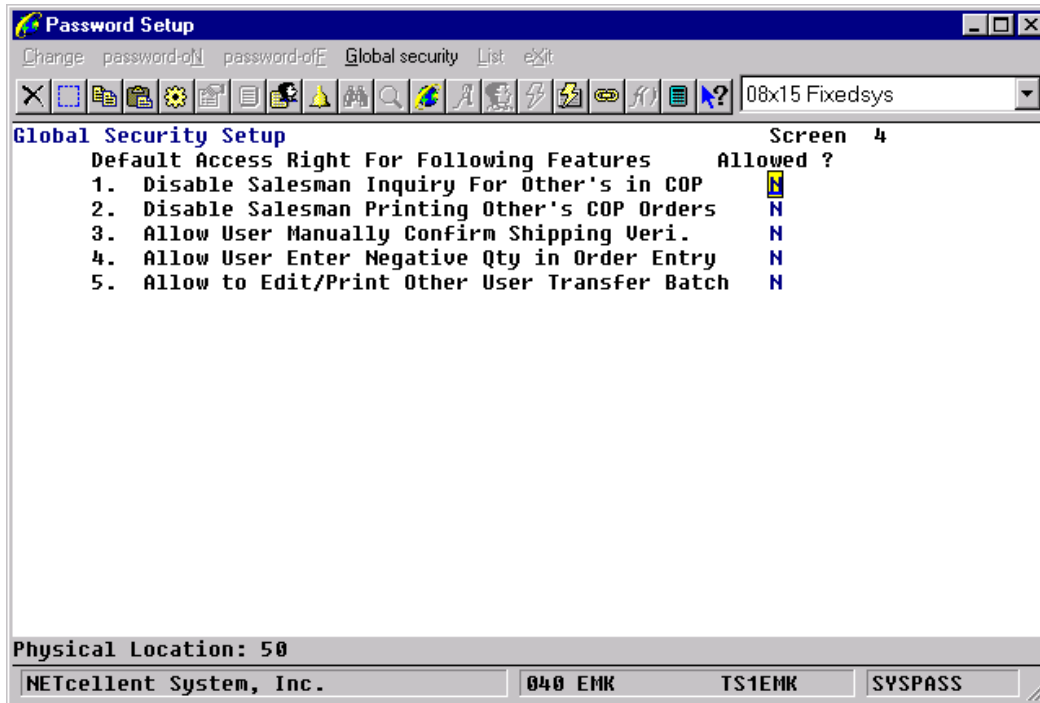 Password Setup
Change password-oN password-ofF Global security List eXit
08x15 Fixedsys
Global Security Setup Screen 4
Default Access Right For Following Features Allowed ?
1. Disable Salesman Inquiry For Other's in COP N
2. Disable Salesman Printing Other's COP Orders N
3. Allow User Manually Confirm Shipping Veri. N
4. Allow User Enter Negative Qty in Order Entry N
5. Allow to Edit/Print Other User Transfer Batch N
Physical Location: 50
NETcellent System, Inc. 040 EMK TS1EMK SYSPASS